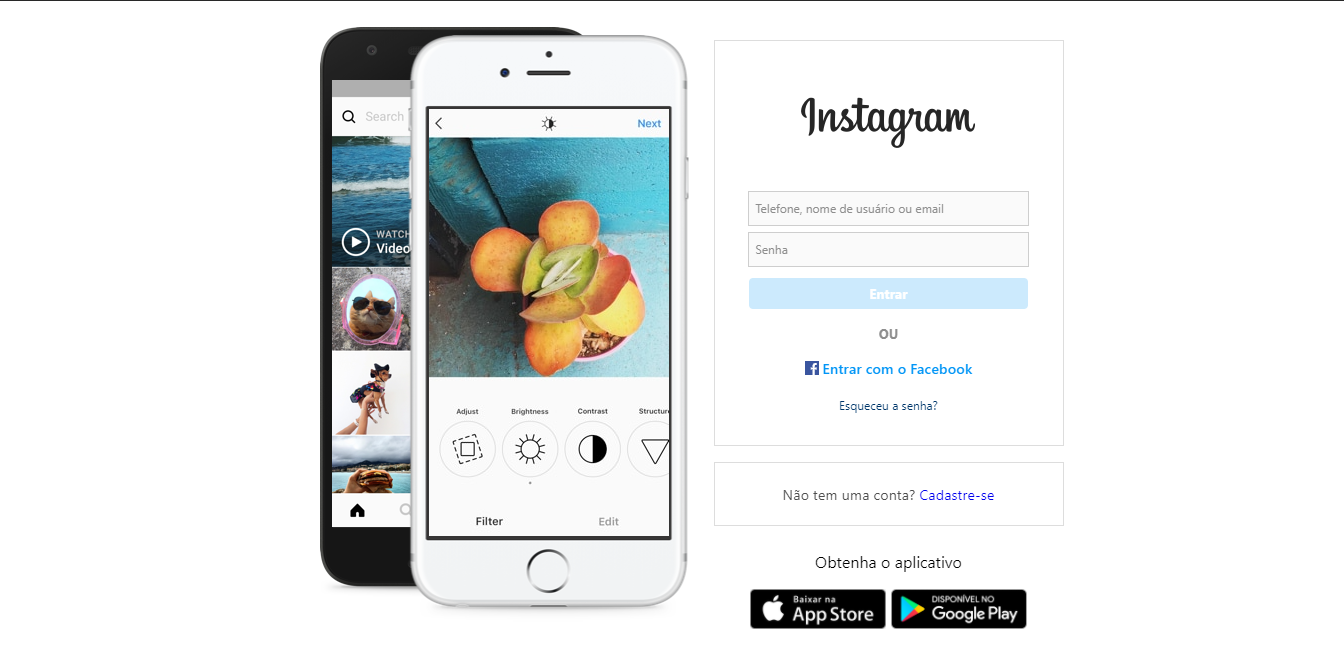 Search
WATCH
Video
Next
Adjust
Brightness
Contrast
Structure
Filter
Edit
Instagram
Telefone, nome de usuário ou email
Senha
Entrar
OU
Entrar com o Facebook
Esqueceu a senha?
Não tem uma conta? Cadastre-se
Obtenha o aplicativo
Baixar na
App Store
DISPONÍVEL NO
Google Play